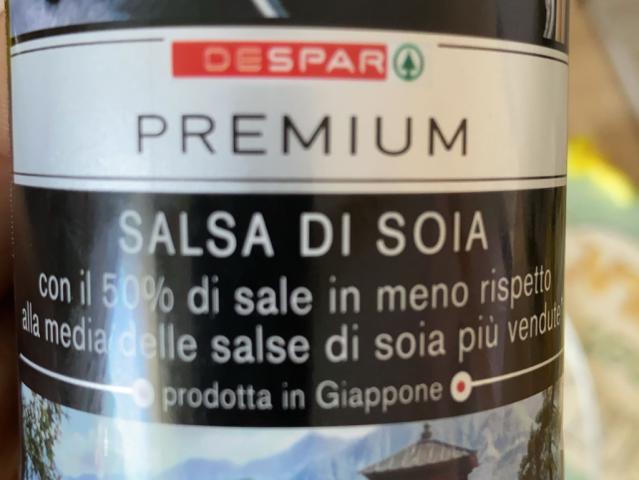 DESPAR
PREMIUM
SALSA DI SOIA
con il 50% di sale in meno rispetto
alla media delle salse di soia più vendute*
prodotta in Giappone